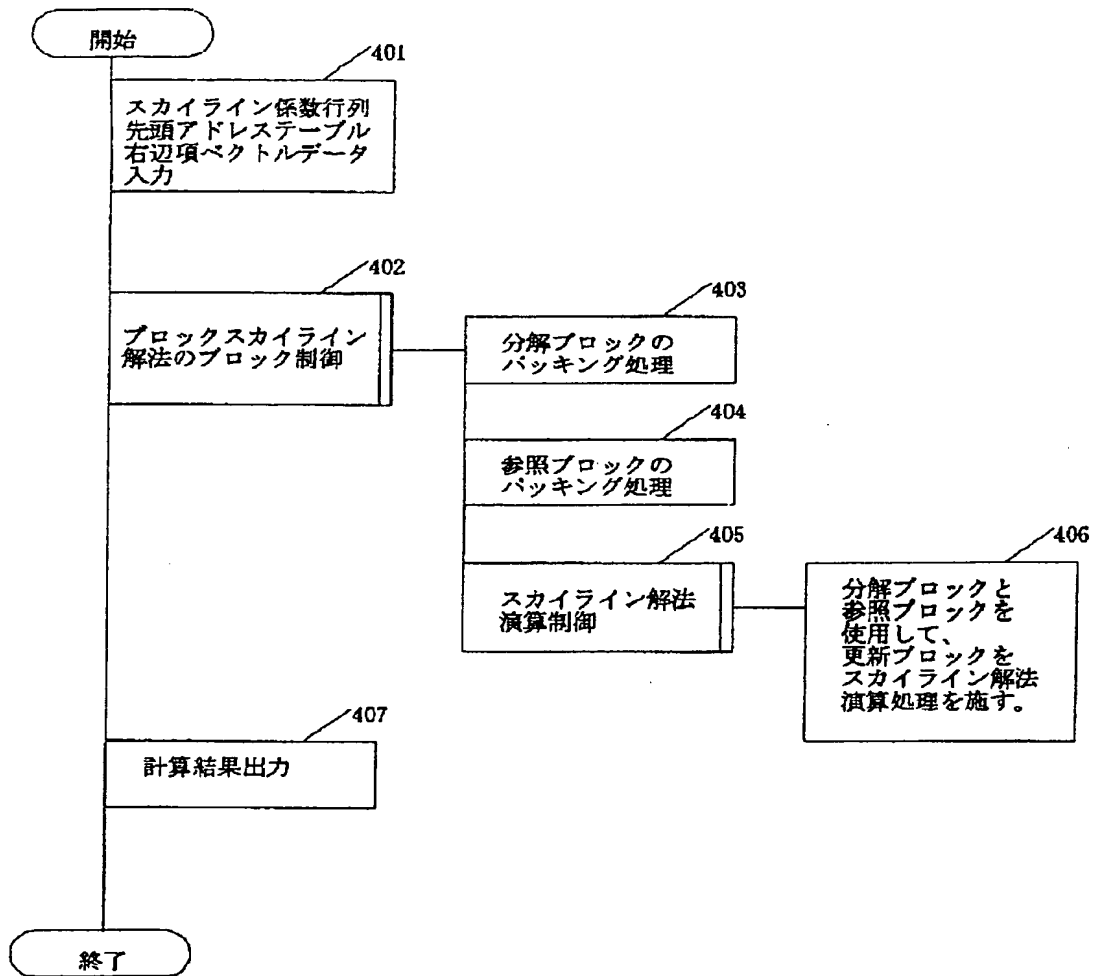 開始
401
スカイライン係数行列
先頭アドレステーブル
右辺項ベクトルデータ
入力
402
ブロックスカイライン
解法のブロック制御
403
分解ブロックの
パッキング処理
404
参照ブロックの
パッキング処理
405
スカイライン解法
演算制御
406
分解ブロックと
参照ブロックを
使用して、
更新ブロックを
スカイライン解法
演算処理を施す。
407
計算結果出力
終了